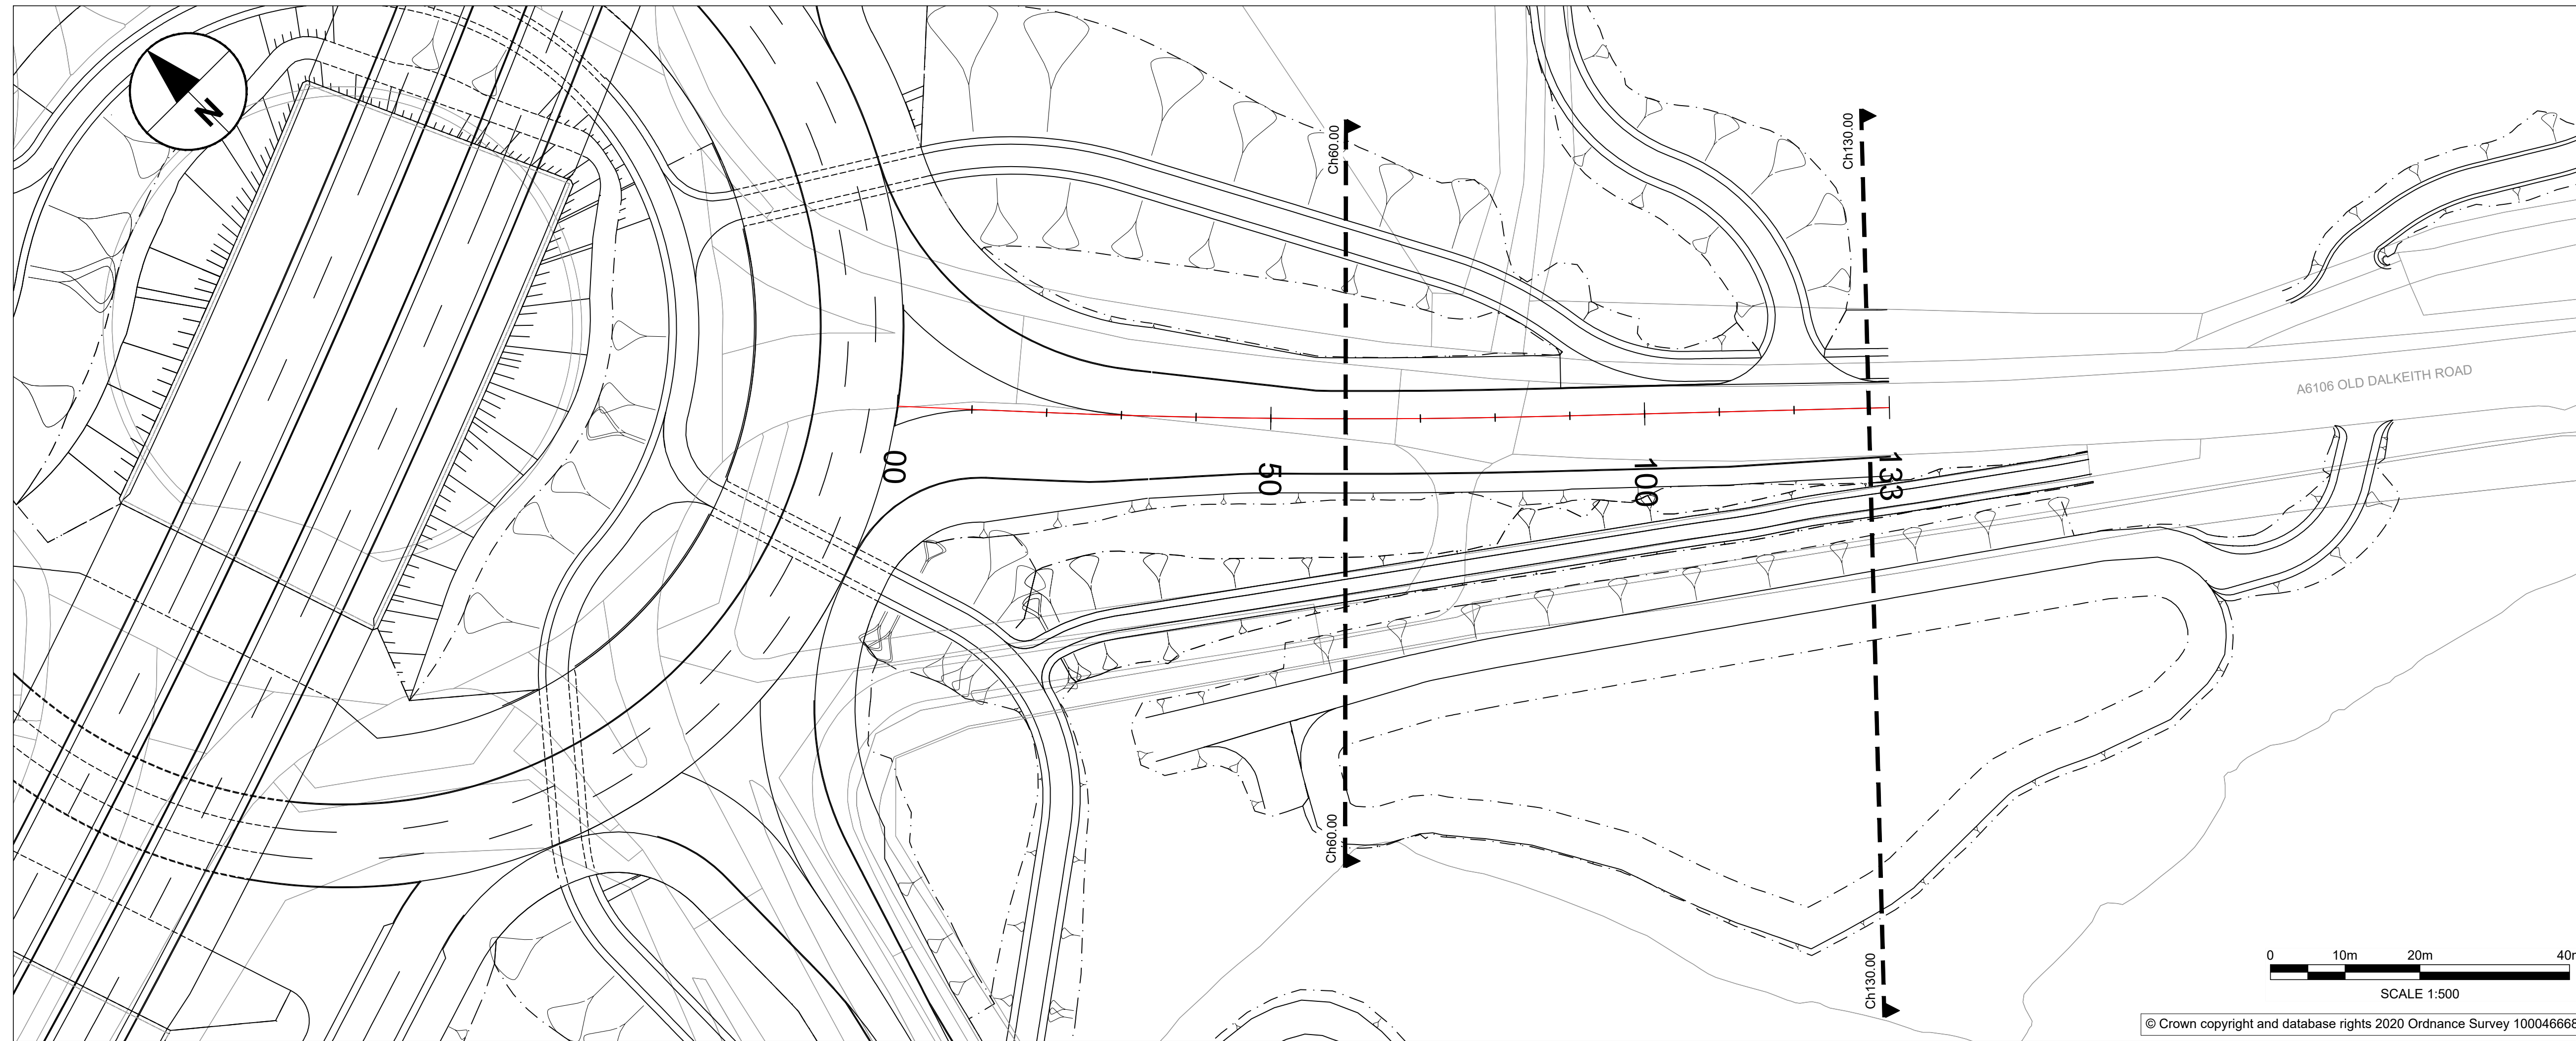 N
Ch60.00
Ch130.00
A6106 OLD DALKEITH ROAD
00
50
100
133
Ch60.00
Ch130.00
0 10m 20m 40m
SCALE 1:500
© Crown copyright and database rights 2020 Ordnance Survey 100046668